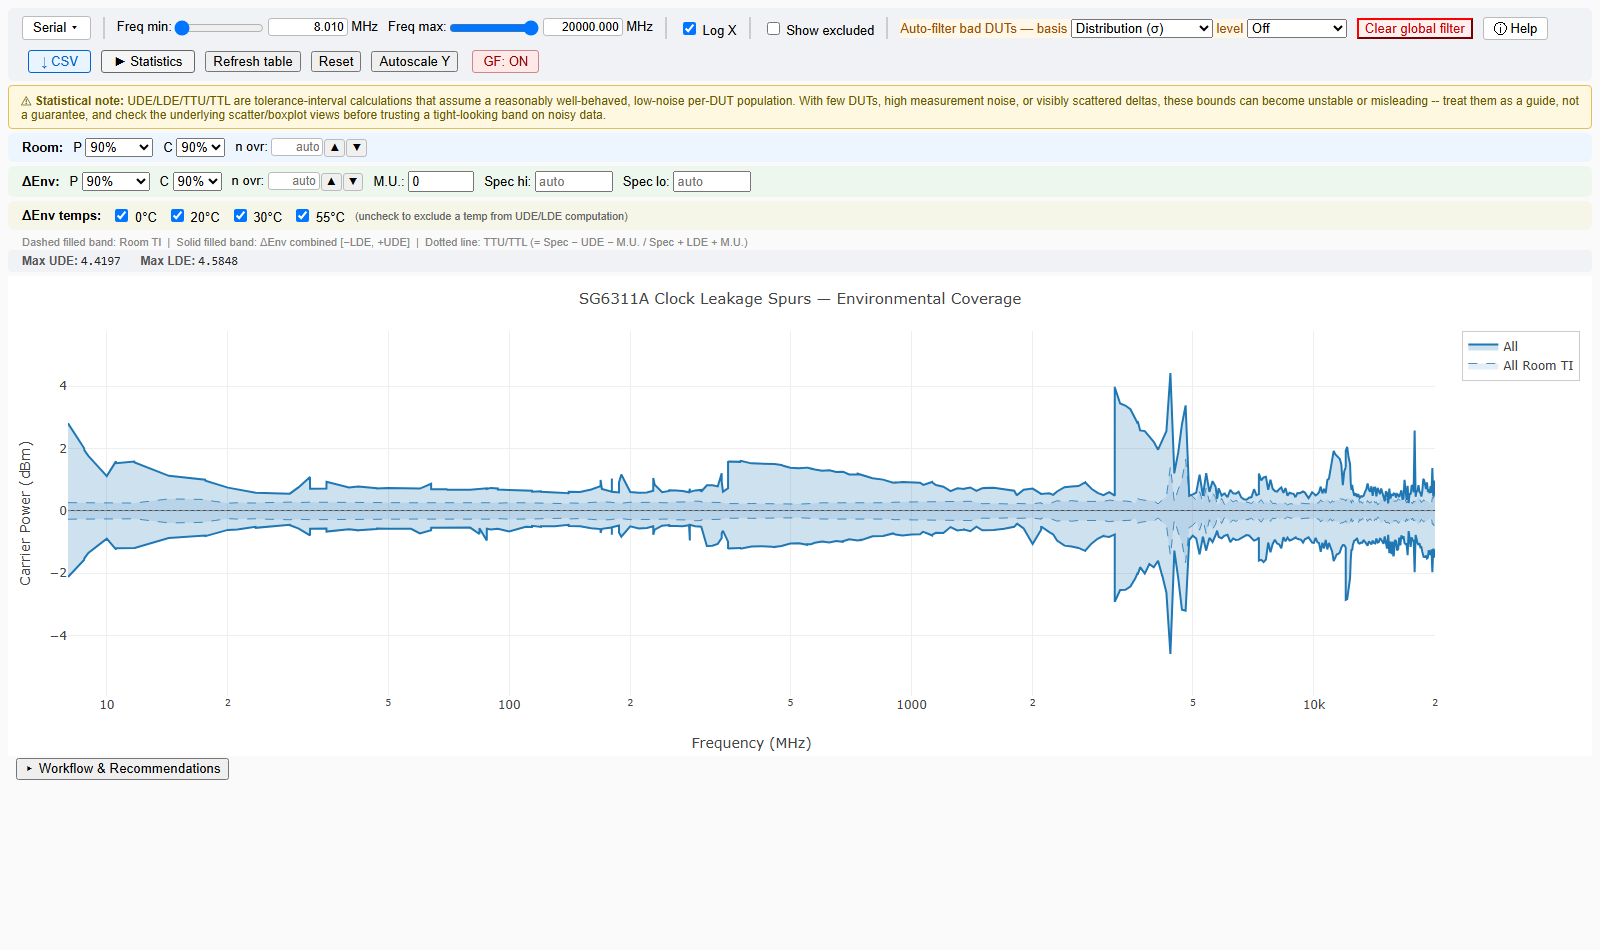 Serial ▾ Freq min: 8.010 MHz Freq max: 20000.000 MHz Log X Show excluded Auto-filter bad DUTs — basis Distribution (σ) level Off Clear global filter ⓘ Help
↓ CSV ▶ Statistics Refresh table Reset Autoscale Y GF: ON
⚠ Statistical note: UDE/LDE/TTU/TTL are tolerance-interval calculations that assume a reasonably well-behaved, low-noise per-DUT population. With few DUTs, high measurement noise, or visibly scattered deltas, these bounds can become unstable or misleading -- treat them as a guide, not
a guarantee, and check the underlying scatter/boxplot views before trusting a tight-looking band on noisy data.
Room: P 90% C 90% n ovr: auto ▲ ▼
ΔEnv: P 90% C 90% n ovr: auto ▲ ▼ M.U.: 0 Spec hi: auto Spec lo: auto
ΔEnv temps: 0°C 20°C 30°C 55°C (uncheck to exclude a temp from UDE/LDE computation)
Dashed filled band: Room TI | Solid filled band: ΔEnv combined [−LDE, +UDE] | Dotted line: TTU/TTL (= Spec − UDE − M.U. / Spec + LDE + M.U.)
Max UDE: 4.4197 Max LDE: 4.5848
SG6311A Clock Leakage Spurs — Environmental Coverage
All
All Room TI
Carrier Power (dBm)
4
2
0
−2
−4
10 2 5 100 2 5 1000 2 5 10k 2
Frequency (MHz)
▸ Workflow & Recommendations